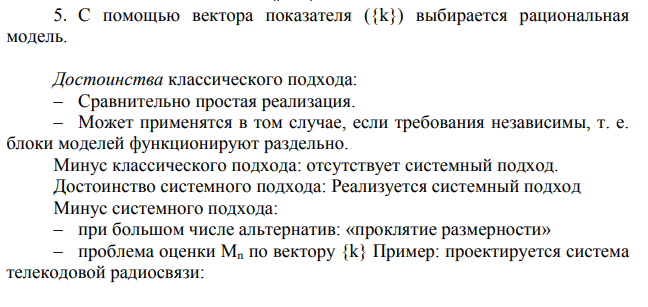 5. С помощью вектора показателя ({k}) выбирается рациональная
модель.
Достоинства классического подхода:
– Сравнительно простая реализация.
– Может применятся в том случае, если требования независимы, т. е.
блоки моделей функционируют раздельно.
Минус классического подхода: отсутствует системный подход.
Достоинство системного подхода: Реализуется системный подход
Минус системного подхода:
– при большом числе альтернатив: «проклятие размерности»
– проблема оценки Mn по вектору {k} Пример: проектируется система
телекодовой радиосвязи: